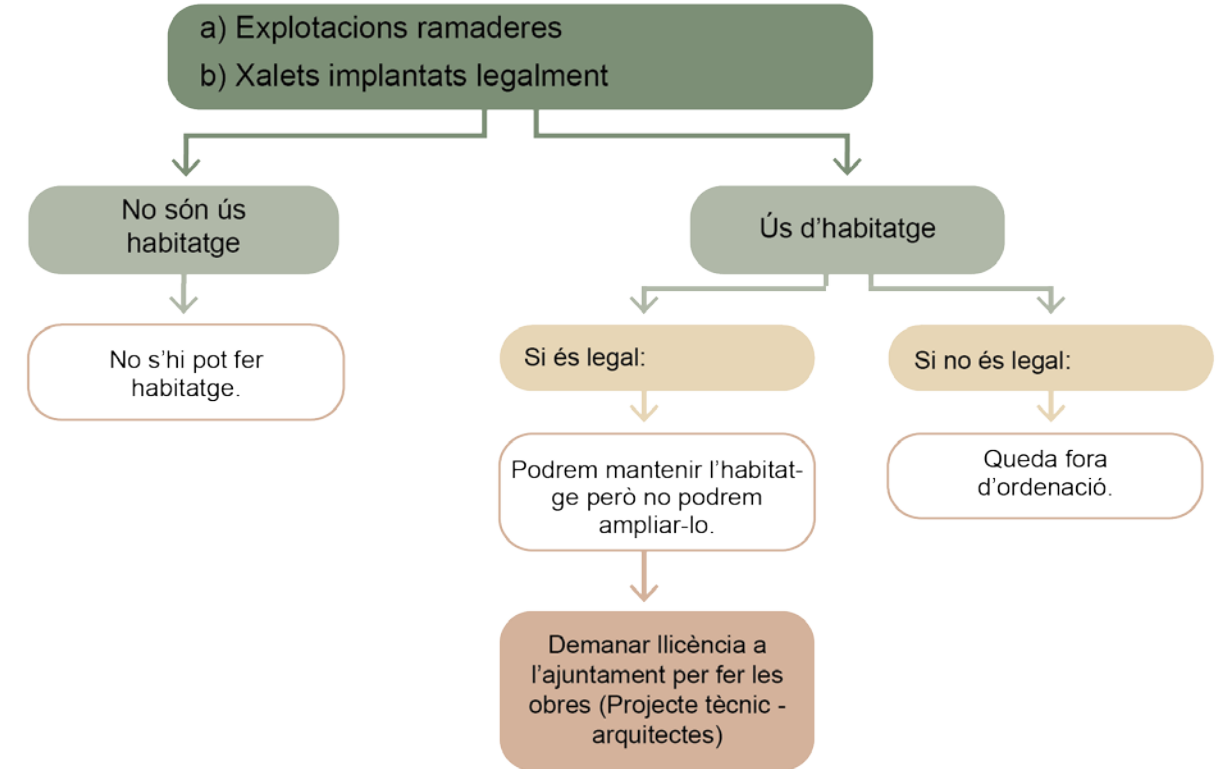 a) Explotacions ramaderes
b) Xalets implantats legalment
No són ús
habitatge
Ús d’habitatge
No s’hi pot fer
habitatge.
Si és legal:
Si no és legal:
Podrem mantenir l’habitat-
ge però no podrem
ampliar-lo.
Queda fora
d’ordenació.
Demanar llicència a
l’ajuntament per fer les
obres (Projecte tècnic -
arquitectes)